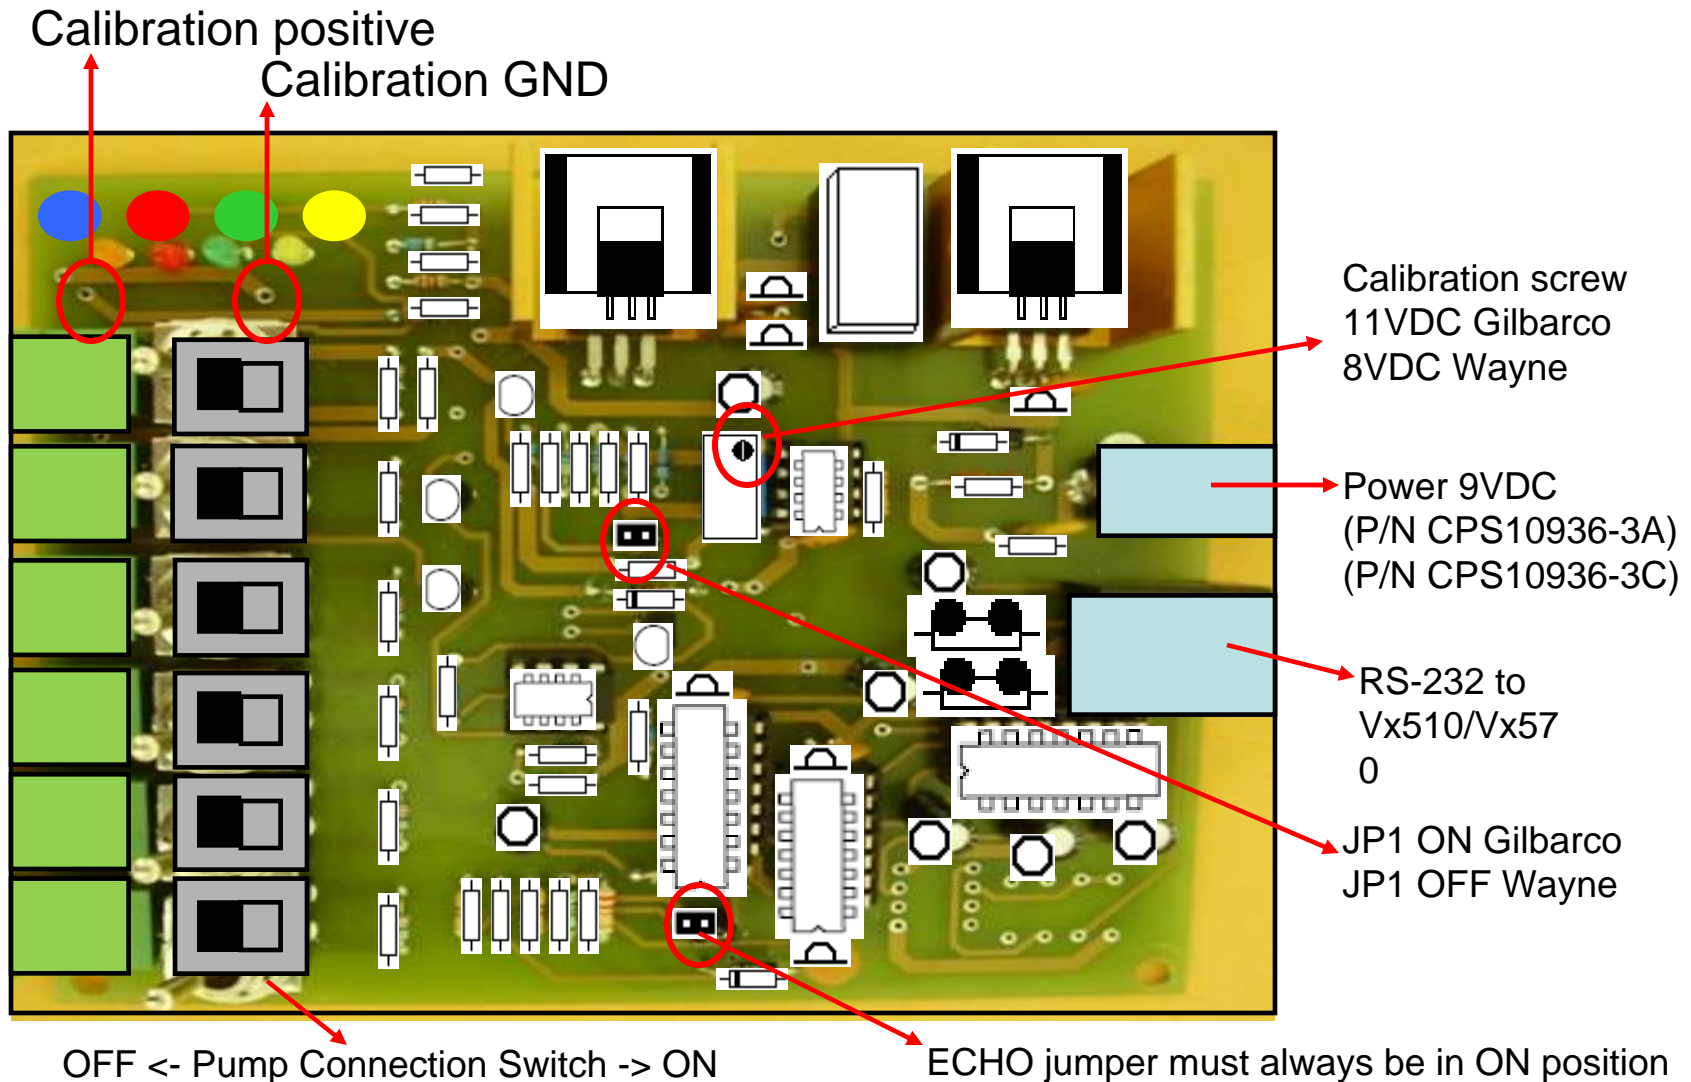 Calibration positive
Calibration GND
Calibration screw
11VDC Gilbarco
8VDC Wayne
Power 9VDC
(P/N CPS10936-3A)
(P/N CPS10936-3C)
RS-232 to
Vx510/Vx57
0
JP1 ON Gilbarco
JP1 OFF Wayne
OFF <- Pump Connection Switch -> ON
ECHO jumper must always be in ON position